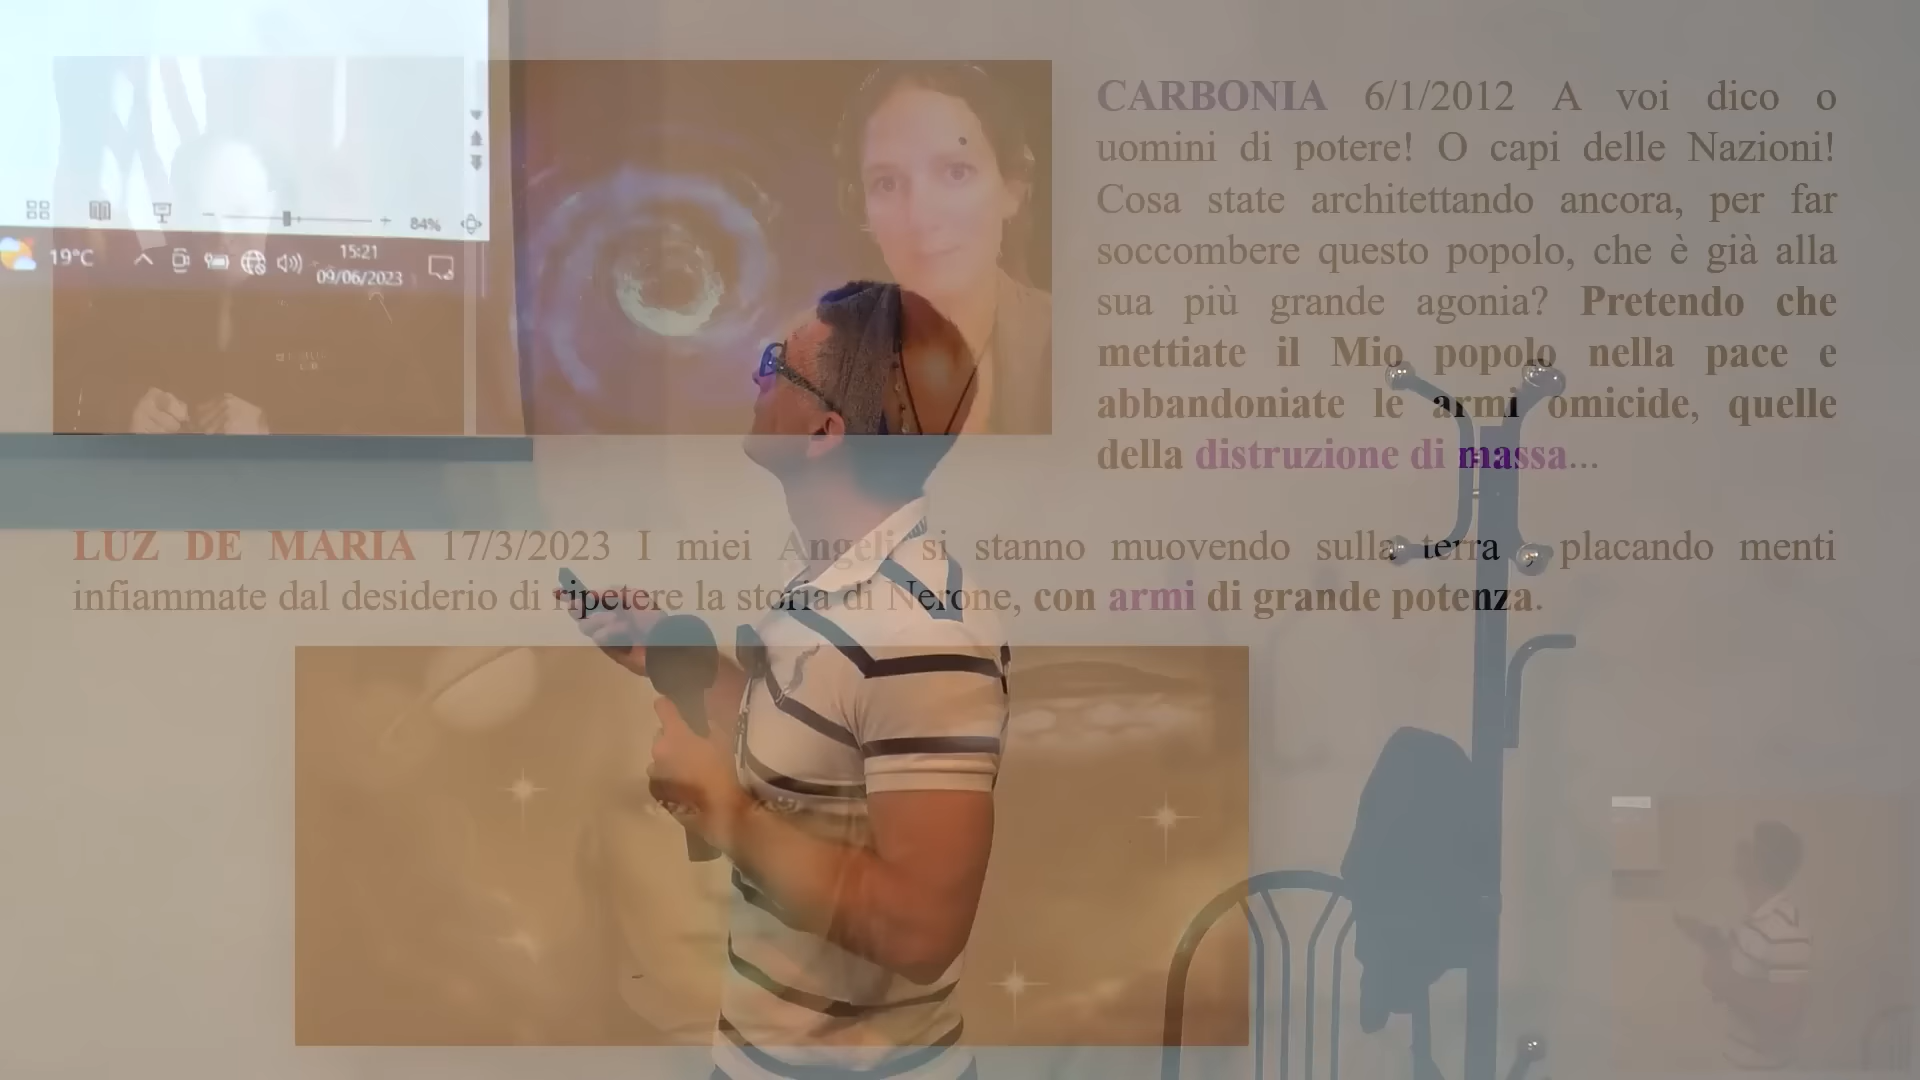 84%
19°C
15:21
09/06/2023
CARBONIA 6/1/2012 A voi dico o
uomini di potere! O capi delle Nazioni!
Cosa state architettando ancora, per far
soccombere questo popolo, che è già alla
sua più grande agonia? Pretendo che
mettiate il Mio popolo nella pace e
abbandoniate le armi omicide, quelle
della distruzione di massa...
LUZ DE MARIA 17/3/2023 I miei Angeli si stanno muovendo sulla terra , placando menti
infiammate dal desiderio di ripetere la storia di Nerone, con armi di grande potenza.